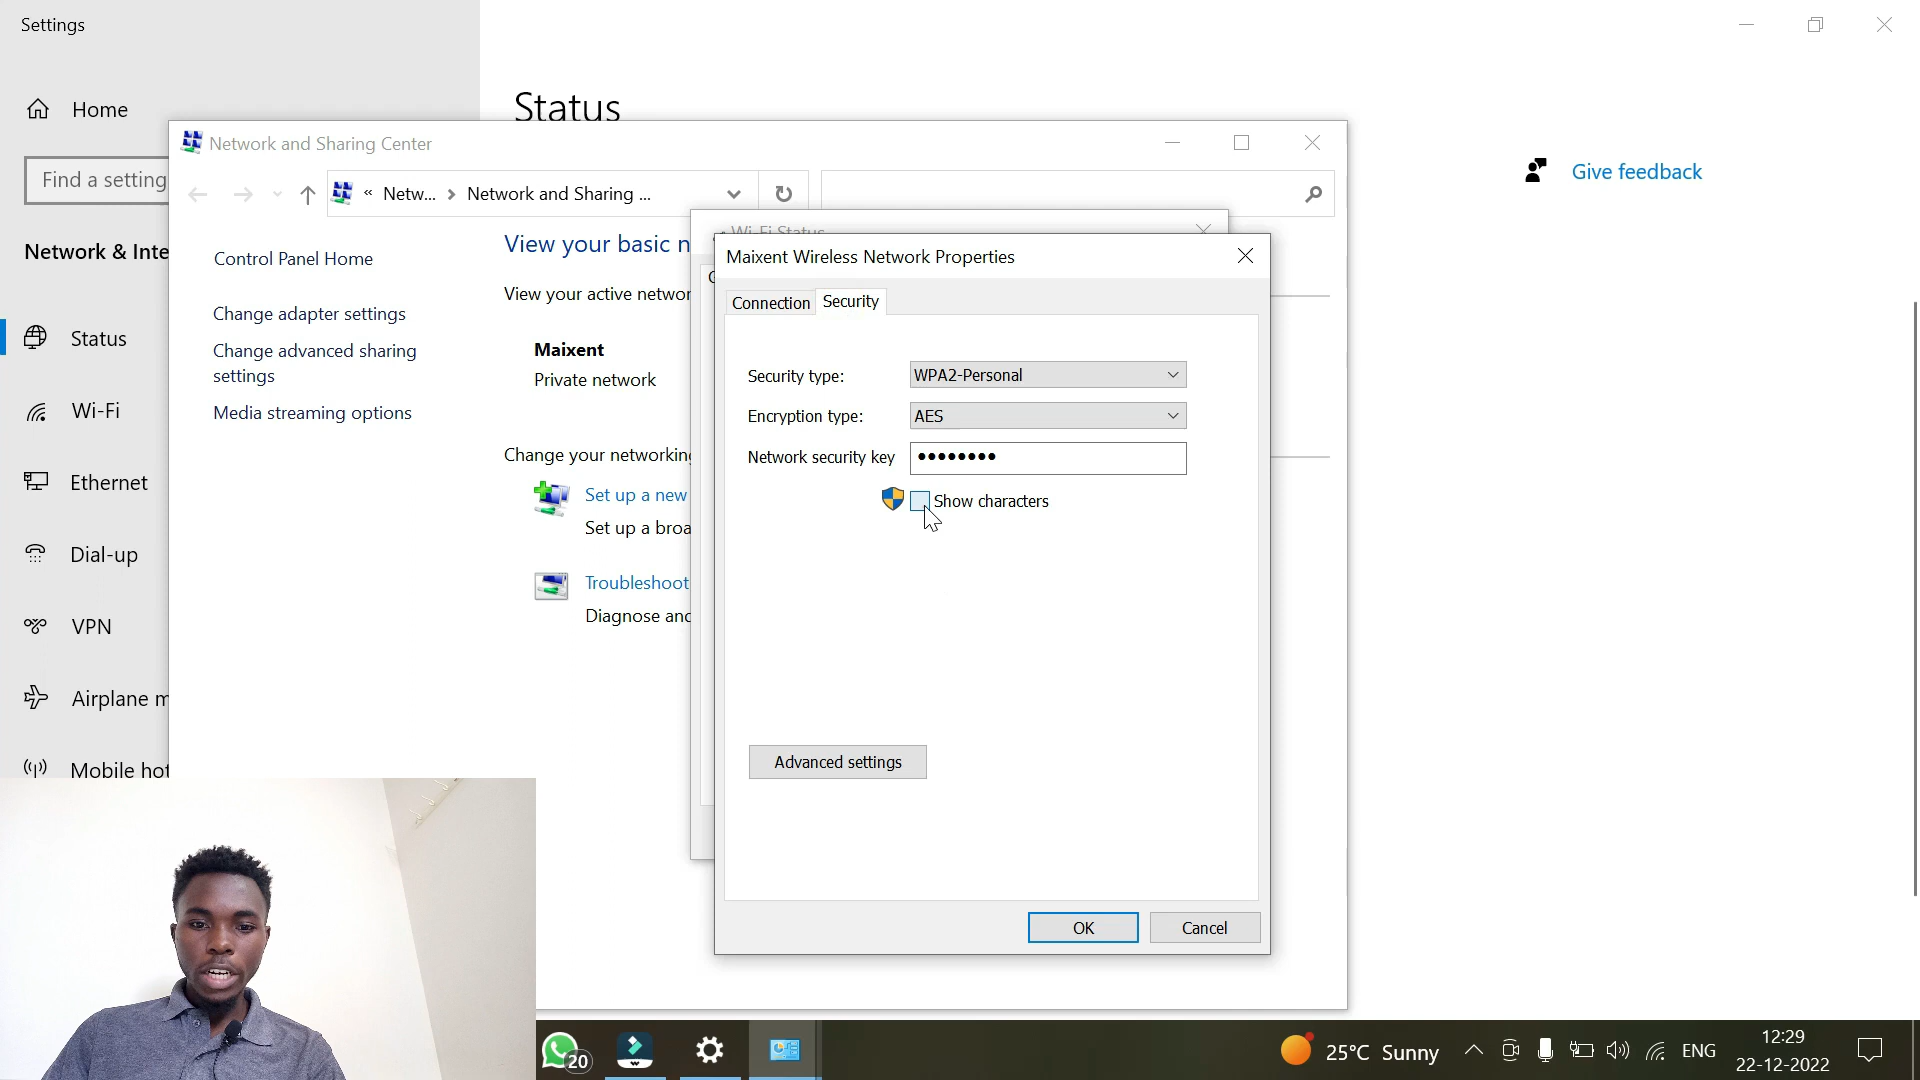 Settings
Home
Find a setting
Network & Inte
Status
Wi-Fi
Ethernet
Dial-up
VPN
Airplane m
Mobile hot
Status
Give feedback
Network and Sharing Center
« Netw... > Network and Sharing ...
Control Panel Home
Change adapter settings
Change advanced sharing
settings
Media streaming options
View your basic n
View your active networ
Maixent
Private network
Change your networking
Set up a new
Set up a broa
Troubleshoot
Diagnose and
Wi-Fi Status
Maixent Wireless Network Properties
Connection
Security
Security type:
WPA2-Personal
Encryption type:
AES
Network security key
••••••••
Show characters
Advanced settings
OK
Cancel
20
25°C Sunny
ENG
12:29
22-12-2022